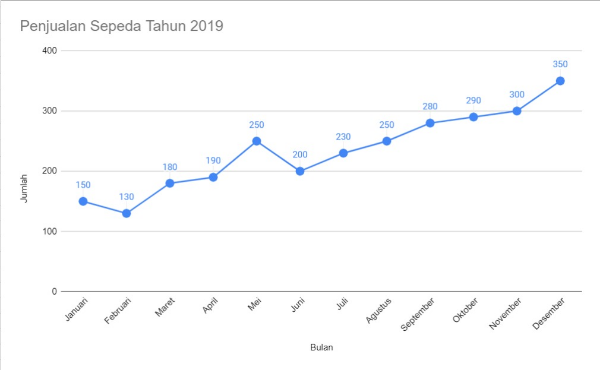 Penjualan Sepeda Tahun 2019
400
300
200
100
0
Jumlah
150
130
180
190
250
200
230
250
280
290
300
350
Januari
Februari
Maret
April
Mei
Juni
Juli
Agustus
September
Oktober
November
Desember
Bulan